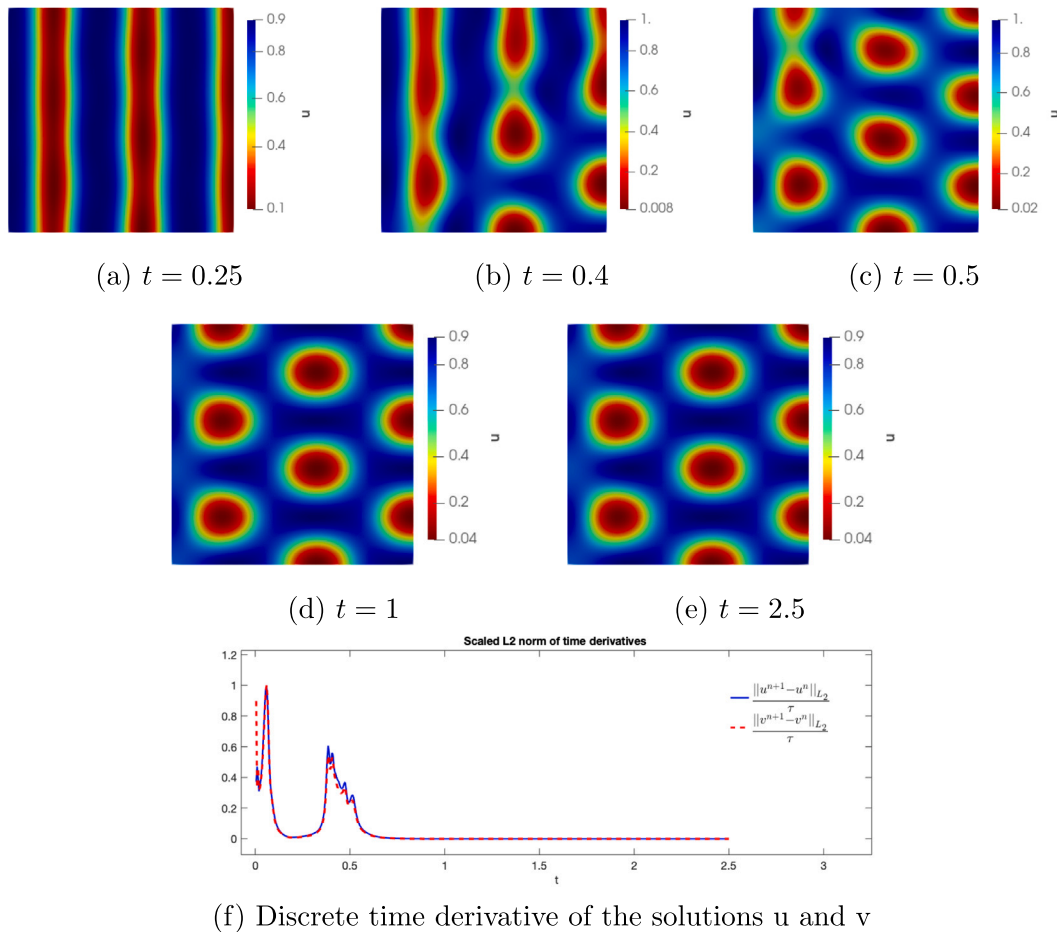 0.9
0.8
0.6
0.4
0.2
0.1
u
1.
0.8
0.6
0.4
0.2
0.008
u
1.
0.8
0.6
0.4
0.2
0.02
u
(a) t = 0.25
(b) t = 0.4
(c) t = 0.5
0.9
0.8
0.6
0.4
0.2
0.04
u
0.9
0.8
0.6
0.4
0.2
0.04
u
(d) t = 1
(e) t = 2.5
Scaled L2 norm of time derivatives
1.2
1
0.8
0.6
0.4
0.2
0
||u^{n+1}−u^n||_{L_2}
τ
||v^{n+1}−v^n||_{L_2}
τ
0 0.5 1 1.5 2 2.5 3
t
(f) Discrete time derivative of the solutions u and v